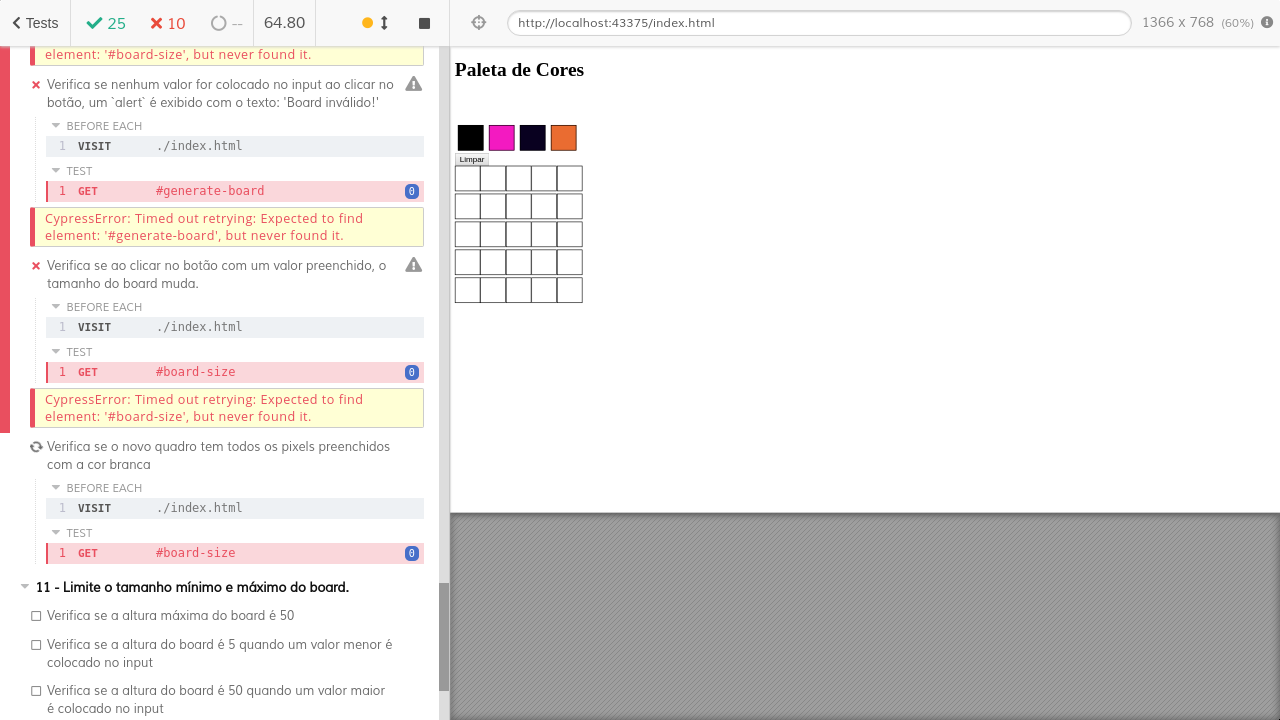 Tests
25
10
--
64.80
http://localhost:43375/index.html
1366 x 768 (60%)
element: '#board-size', but never found it.
Verifica se nenhum valor for colocado no input ao clicar no
botão, um `alert` é exibido com o texto: 'Board inválido!'
BEFORE EACH
1 VISIT ./index.html
TEST
1 GET #generate-board 0
CypressError: Timed out retrying: Expected to find
element: '#generate-board', but never found it.
Verifica se ao clicar no botão com um valor preenchido, o
tamanho do board muda.
BEFORE EACH
1 VISIT ./index.html
TEST
1 GET #board-size 0
CypressError: Timed out retrying: Expected to find
element: '#board-size', but never found it.
Verifica se o novo quadro tem todos os pixels preenchidos
com a cor branca
BEFORE EACH
1 VISIT ./index.html
TEST
1 GET #board-size 0
11 - Limite o tamanho mínimo e máximo do board.
Verifica se a altura máxima do board é 50
Verifica se a altura do board é 5 quando um valor menor é
colocado no input
Verifica se a altura do board é 50 quando um valor maior
é colocado no input
Paleta de Cores
Limpar